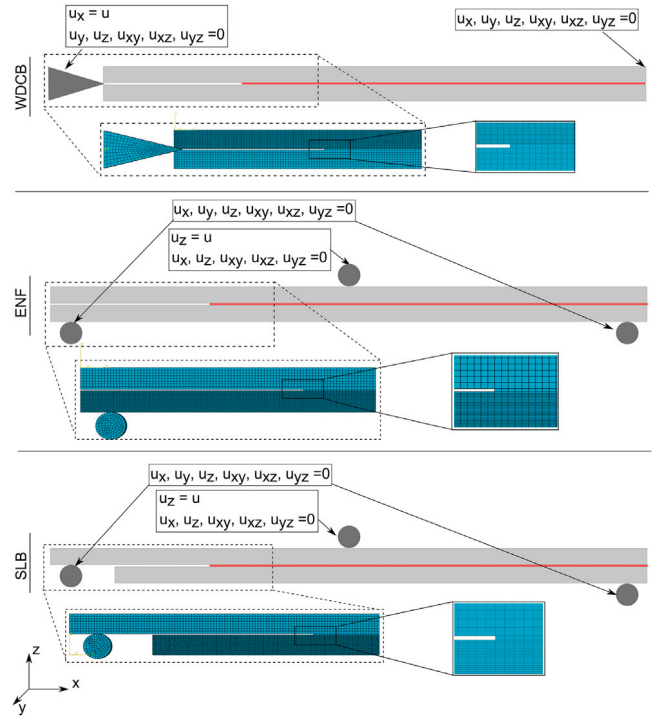 uₓ = u
u_y, u_z, u_xy, u_xz, u_yz =0
u_x, u_y, u_z, u_xy, u_xz, u_yz =0
WDCB
u_x, u_y, u_z, u_xy, u_xz, u_yz =0
u_z = u
u_x, u_z, u_xy, u_xz, u_yz =0
ENF
u_x, u_y, u_z, u_xy, u_xz, u_yz =0
u_z = u
u_x, u_z, u_xy, u_xz, u_yz =0
SLB
z
x
y